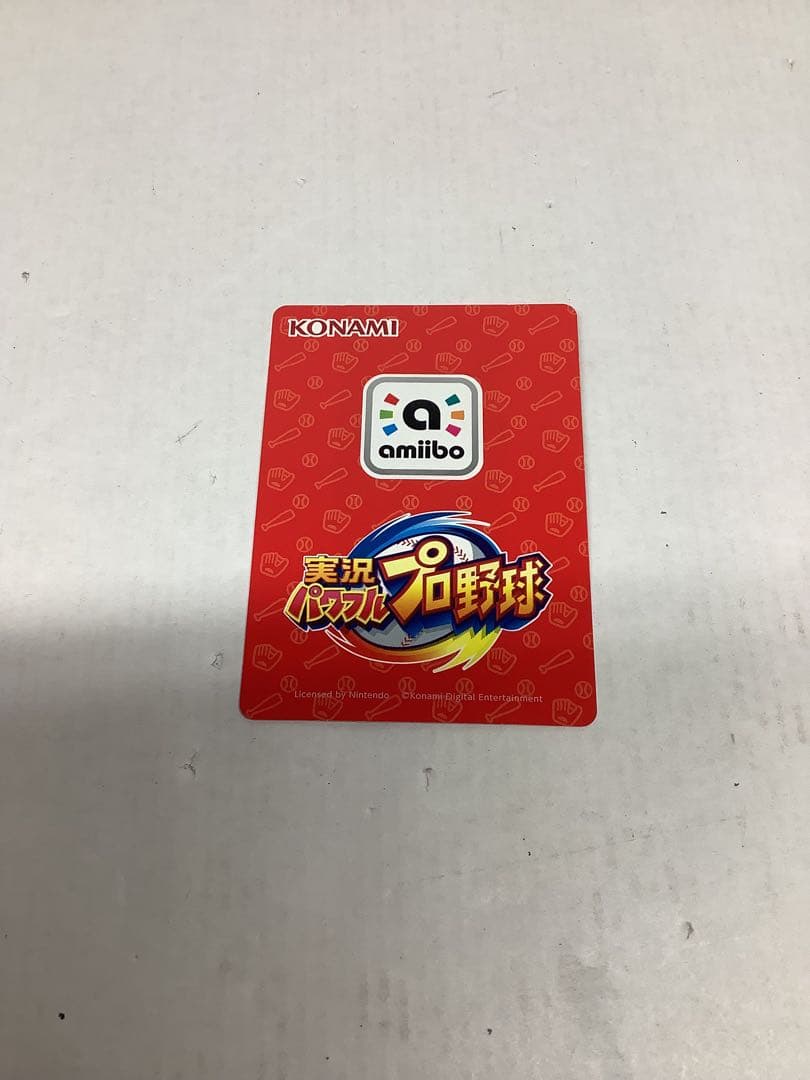 KONAMI
a
amiibo
実況
パワフル
プロ野球
Licensed by Nintendo ©Konami Digital Entertainment